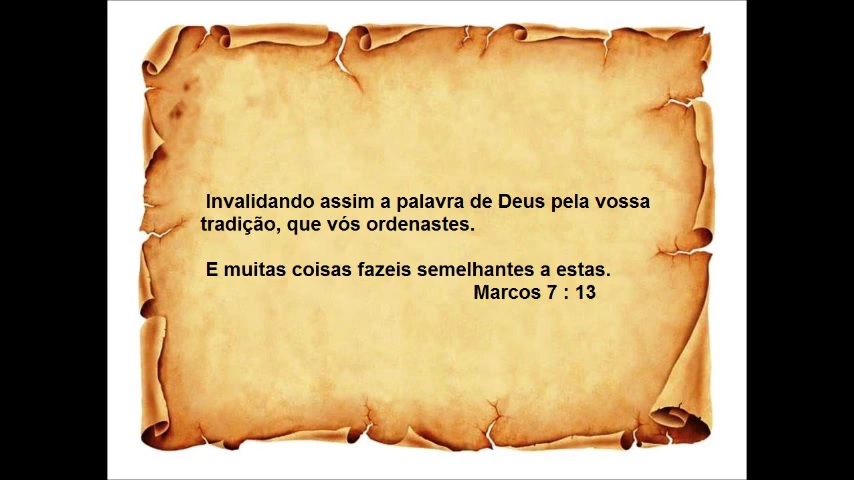 Invalidando assim a palavra de Deus pela vossa
tradição, que vós ordenastes.
E muitas coisas fazeis semelhantes a estas.
Marcos 7 : 13